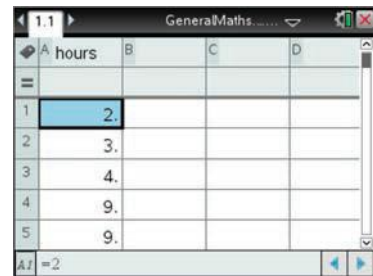 1.1 GeneralMaths......
A hours B C D
=
1 2.
2 3.
3 4.
4 9.
5 9.
A1 =2